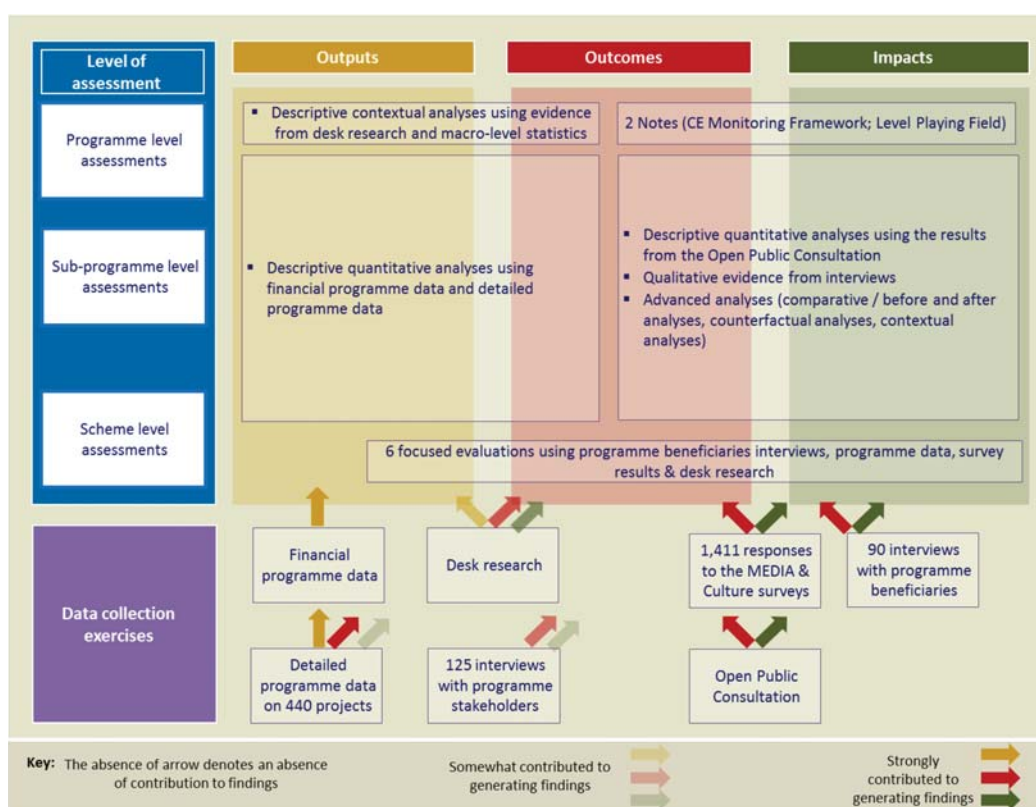 Level of
assessment
Outputs
Outcomes
Impacts
Programme level
assessments
▪ Descriptive contextual analyses using evidence
from desk research and macro-level statistics
2 Notes (CE Monitoring Framework; Level Playing Field)
Sub-programme level
assessments
▪ Descriptive quantitative analyses using
financial programme data and detailed
programme data
▪ Descriptive quantitative analyses using the results
from the Open Public Consultation
▪ Qualitative evidence from interviews
▪ Advanced analyses (comparative / before and after
analyses, counterfactual analyses, contextual
analyses)
Scheme level
assessments
6 focused evaluations using programme beneficiaries interviews, programme data, survey
results & desk research
Data collection
exercises
Financial
programme data
Desk research
1,411 responses
to the MEDIA &
Culture surveys
90 interviews
with programme
beneficiaries
Detailed
programme data
on 440 projects
125 interviews
with programme
stakeholders
Open Public
Consultation
Key: The absence of arrow denotes an absence
of contribution to findings
Somewhat contributed to
generating findings
Strongly
contributed to
generating findings